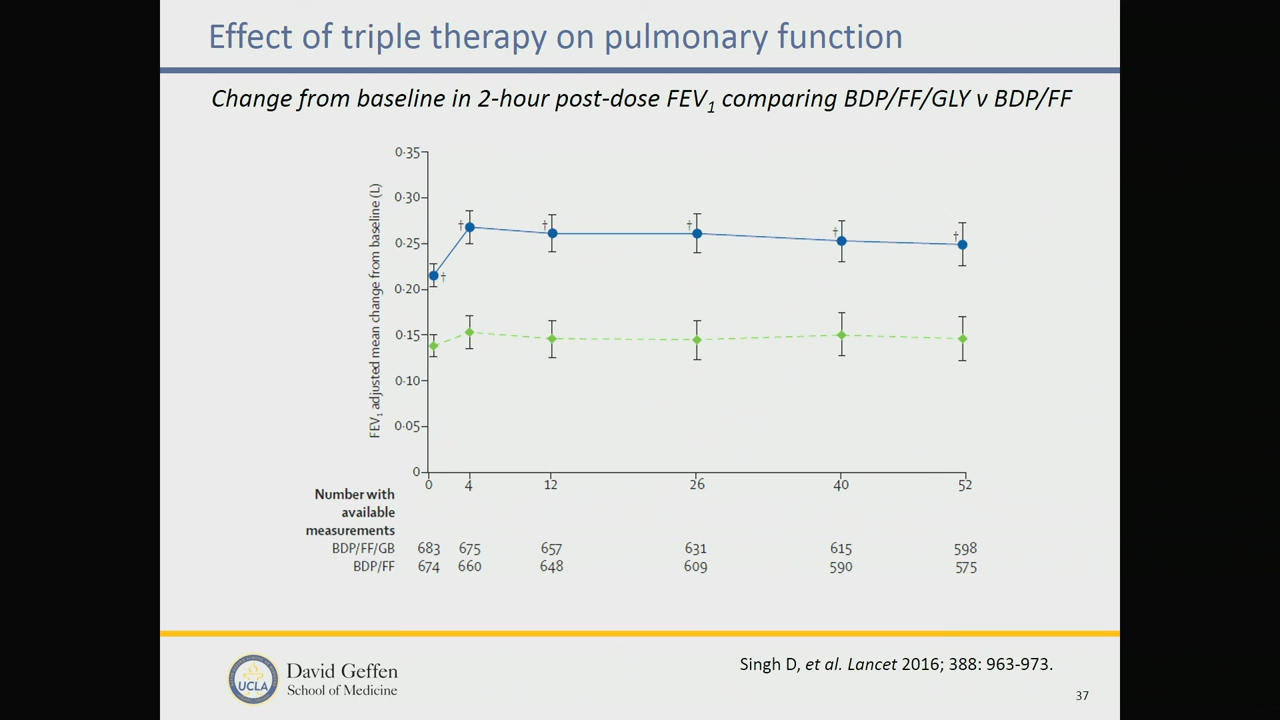 Effect of triple therapy on pulmonary function
Change from baseline in 2-hour post-dose FEV1 comparing BDP/FF/GLY v BDP/FF
FEV1 adjusted mean change from baseline (L)
0·35
0·30
0·25
0·20
0·15
0·10
0·05
0
† † † † † †
0 4 12 26 40 52
Number with
available
measurements
BDP/FF/GB 683 675 657 631 615 598
BDP/FF 674 660 648 609 590 575
UCLA
David Geffen
School of Medicine
Singh D, et al. Lancet 2016; 388: 963-973.
37